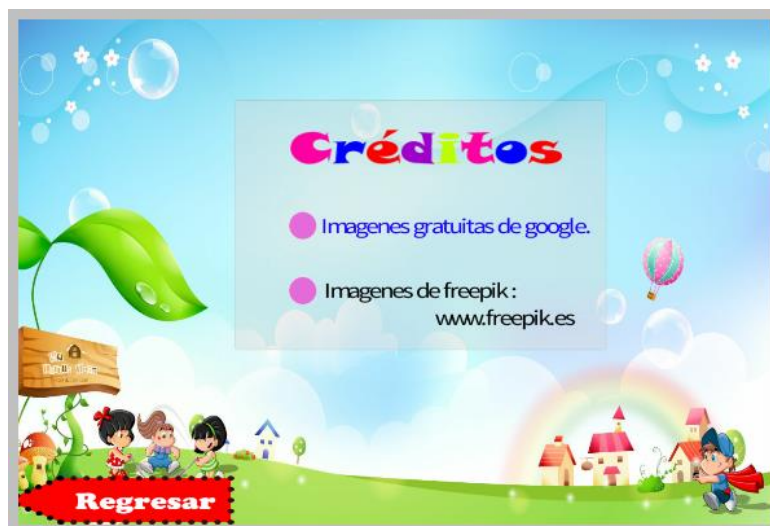 Créditos
Imagenes gratuitas de google.
Imagenes de freepik :
www.freepik.es
Regresar